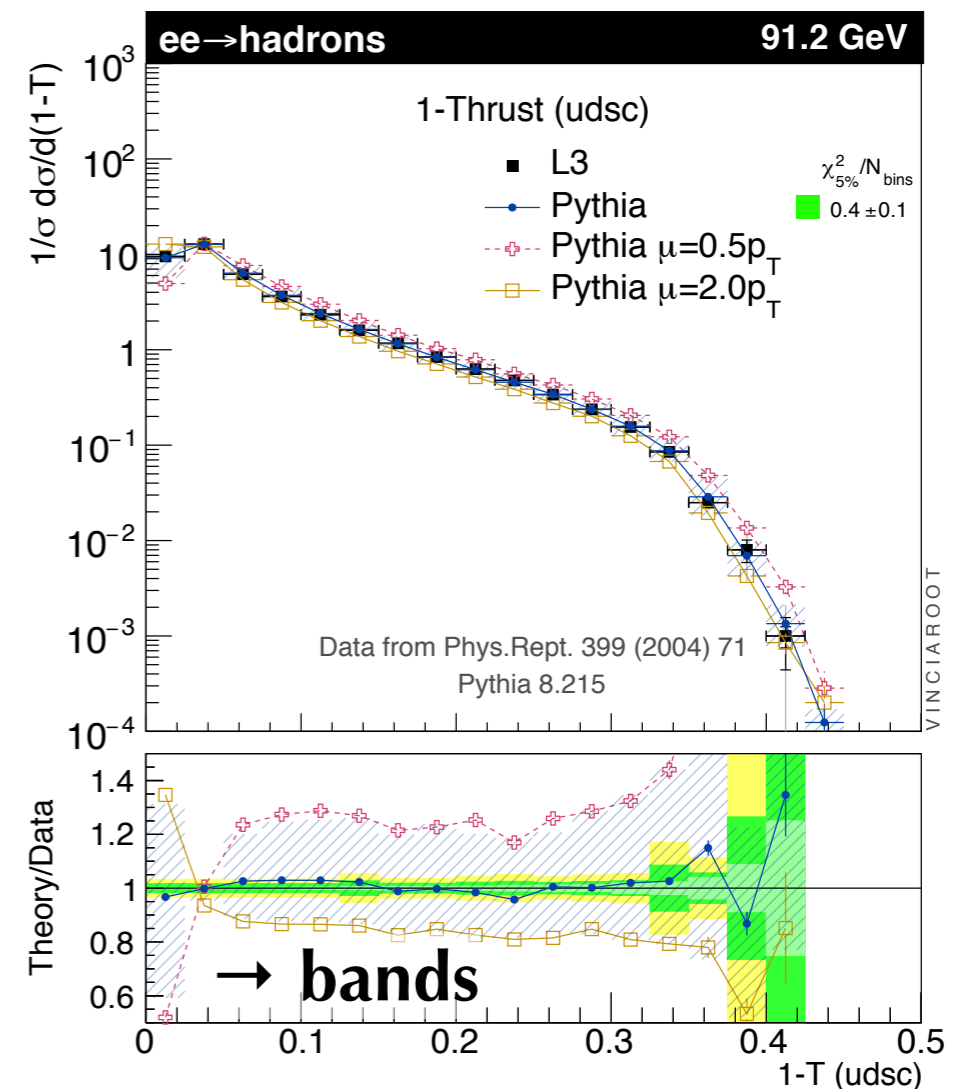 ee→hadrons 91.2 GeV
1/σ dσ/d(1-T)
10³
10²
10
1
10⁻¹
10⁻²
10⁻³
10⁻⁴
1-Thrust (udsc)
L3
Pythia
Pythia μ=0.5p_T
Pythia μ=2.0p_T
χ²_5%/N_bins
0.4 ±0.1
Data from Phys.Rept. 399 (2004) 71
Pythia 8.215
VINCIAROOT
Theory/Data
1.4
1.2
1
0.8
0.6
→ bands
0 0.1 0.2 0.3 0.4 0.5
1-T (udsc)